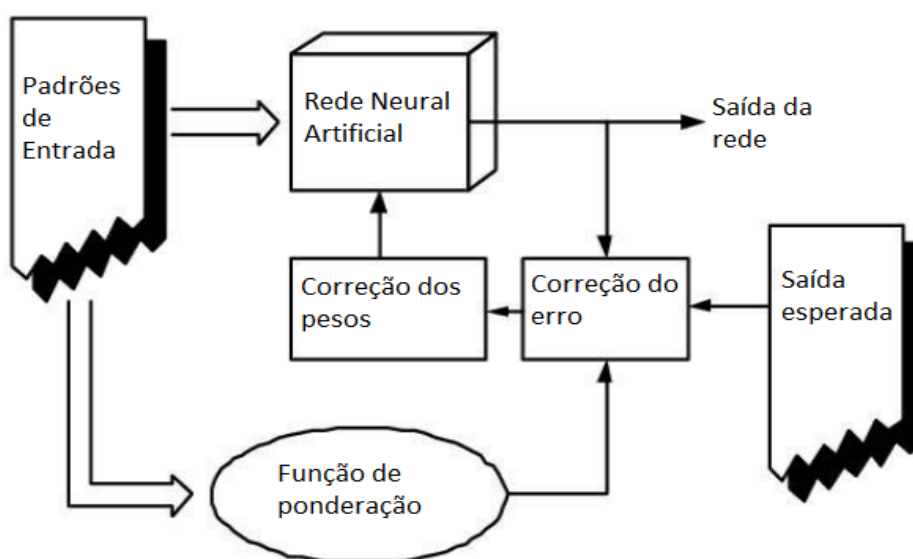 Padrões
de
Entrada
Rede Neural
Artificial
Saída da
rede
Correção dos
pesos
Correção do
erro
Saída
esperada
Função de
ponderação